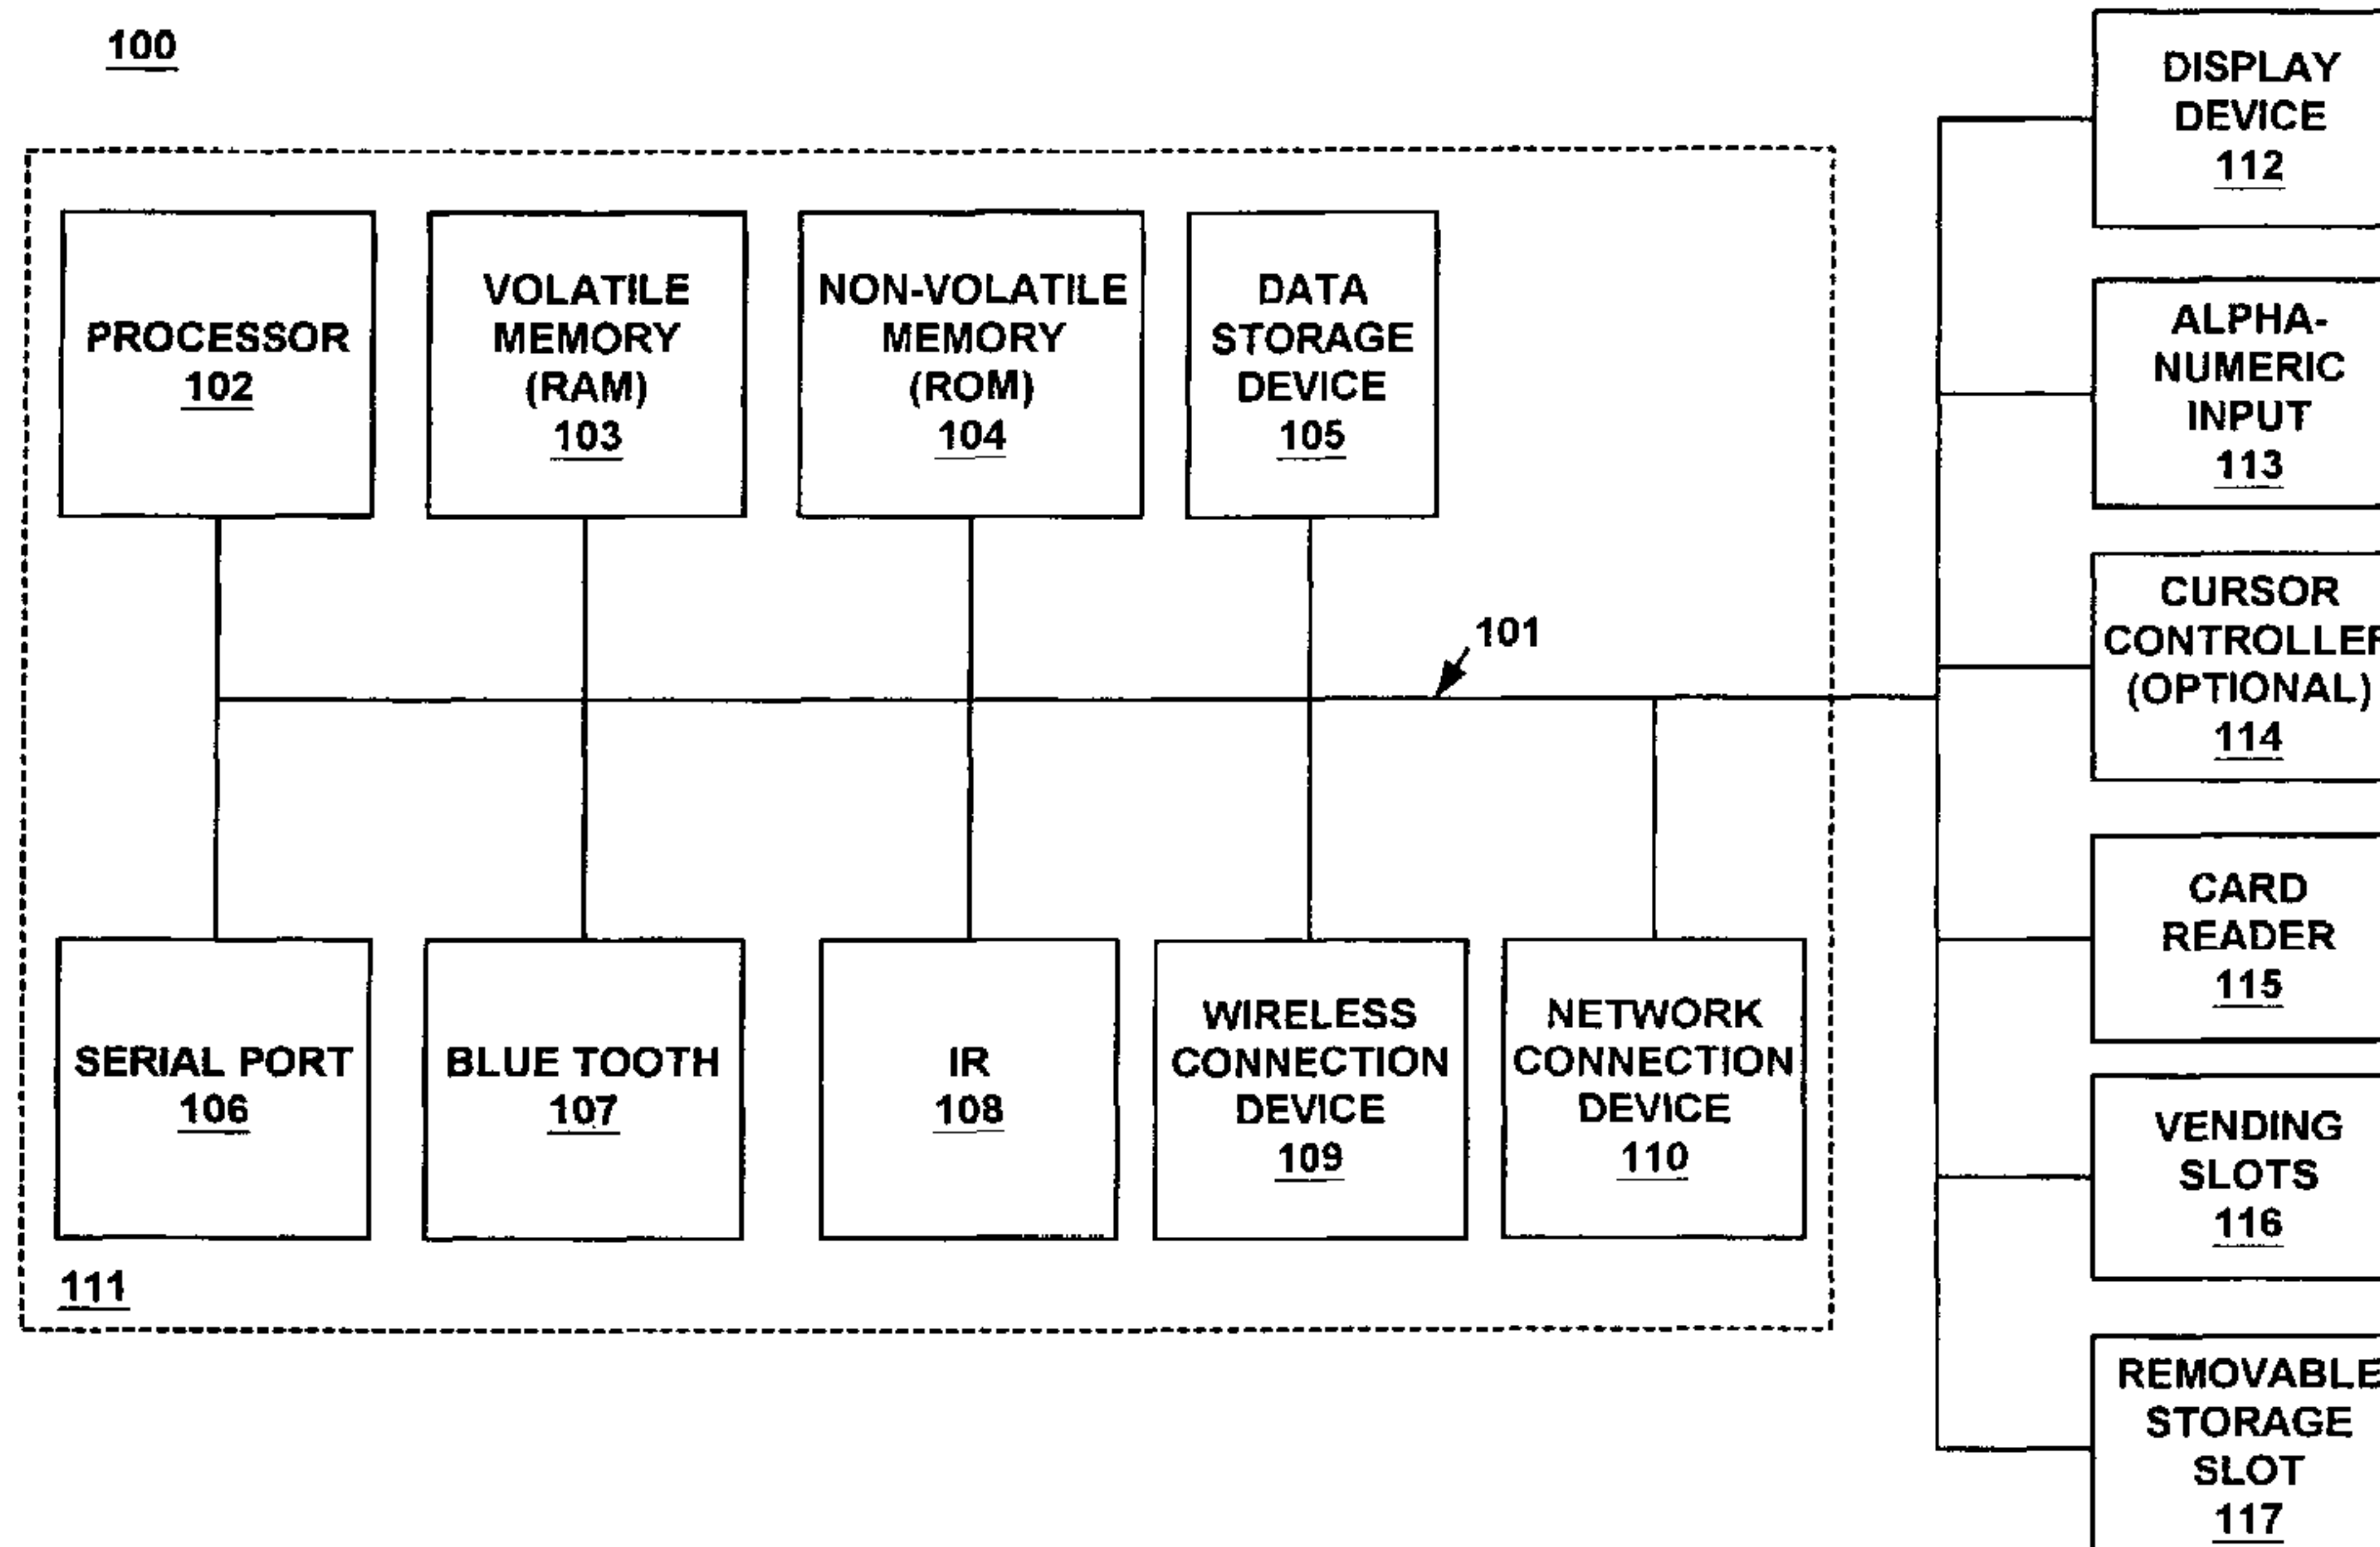 100
DISPLAY
DEVICE
112
PROCESSOR
102
VOLATILE
MEMORY
(RAM)
103
NON-VOLATILE
MEMORY
(ROM)
104
DATA
STORAGE
DEVICE
105
ALPHA-
NUMERIC
INPUT
113
101
CURSOR
CONTROLLER
(OPTIONAL)
114
CARD
READER
115
SERIAL PORT
106
BLUE TOOTH
107
IR
108
WIRELESS
CONNECTION
DEVICE
109
NETWORK
CONNECTION
DEVICE
110
VENDING
SLOTS
116
111
REMOVABLE
STORAGE
SLOT
117